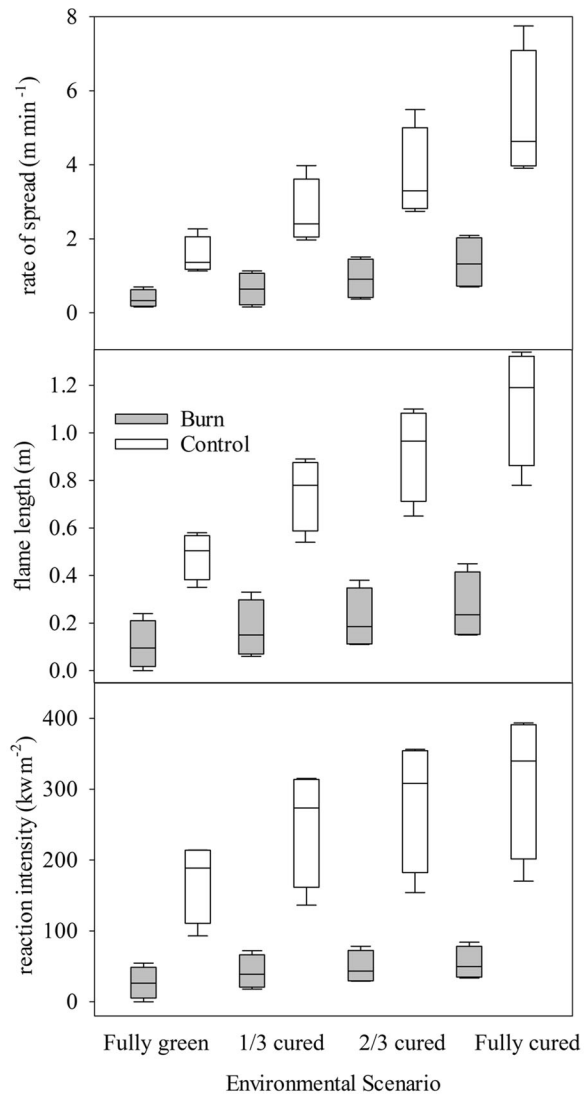 8
6
4
2
0
rate of spread (m min -1)
1.2
1.0
0.8
0.6
0.4
0.2
0.0
flame length (m)
Burn
Control
400
300
200
100
0
reaction intensity (kwm-2)
Fully green 1/3 cured 2/3 cured Fully cured
Environmental Scenario